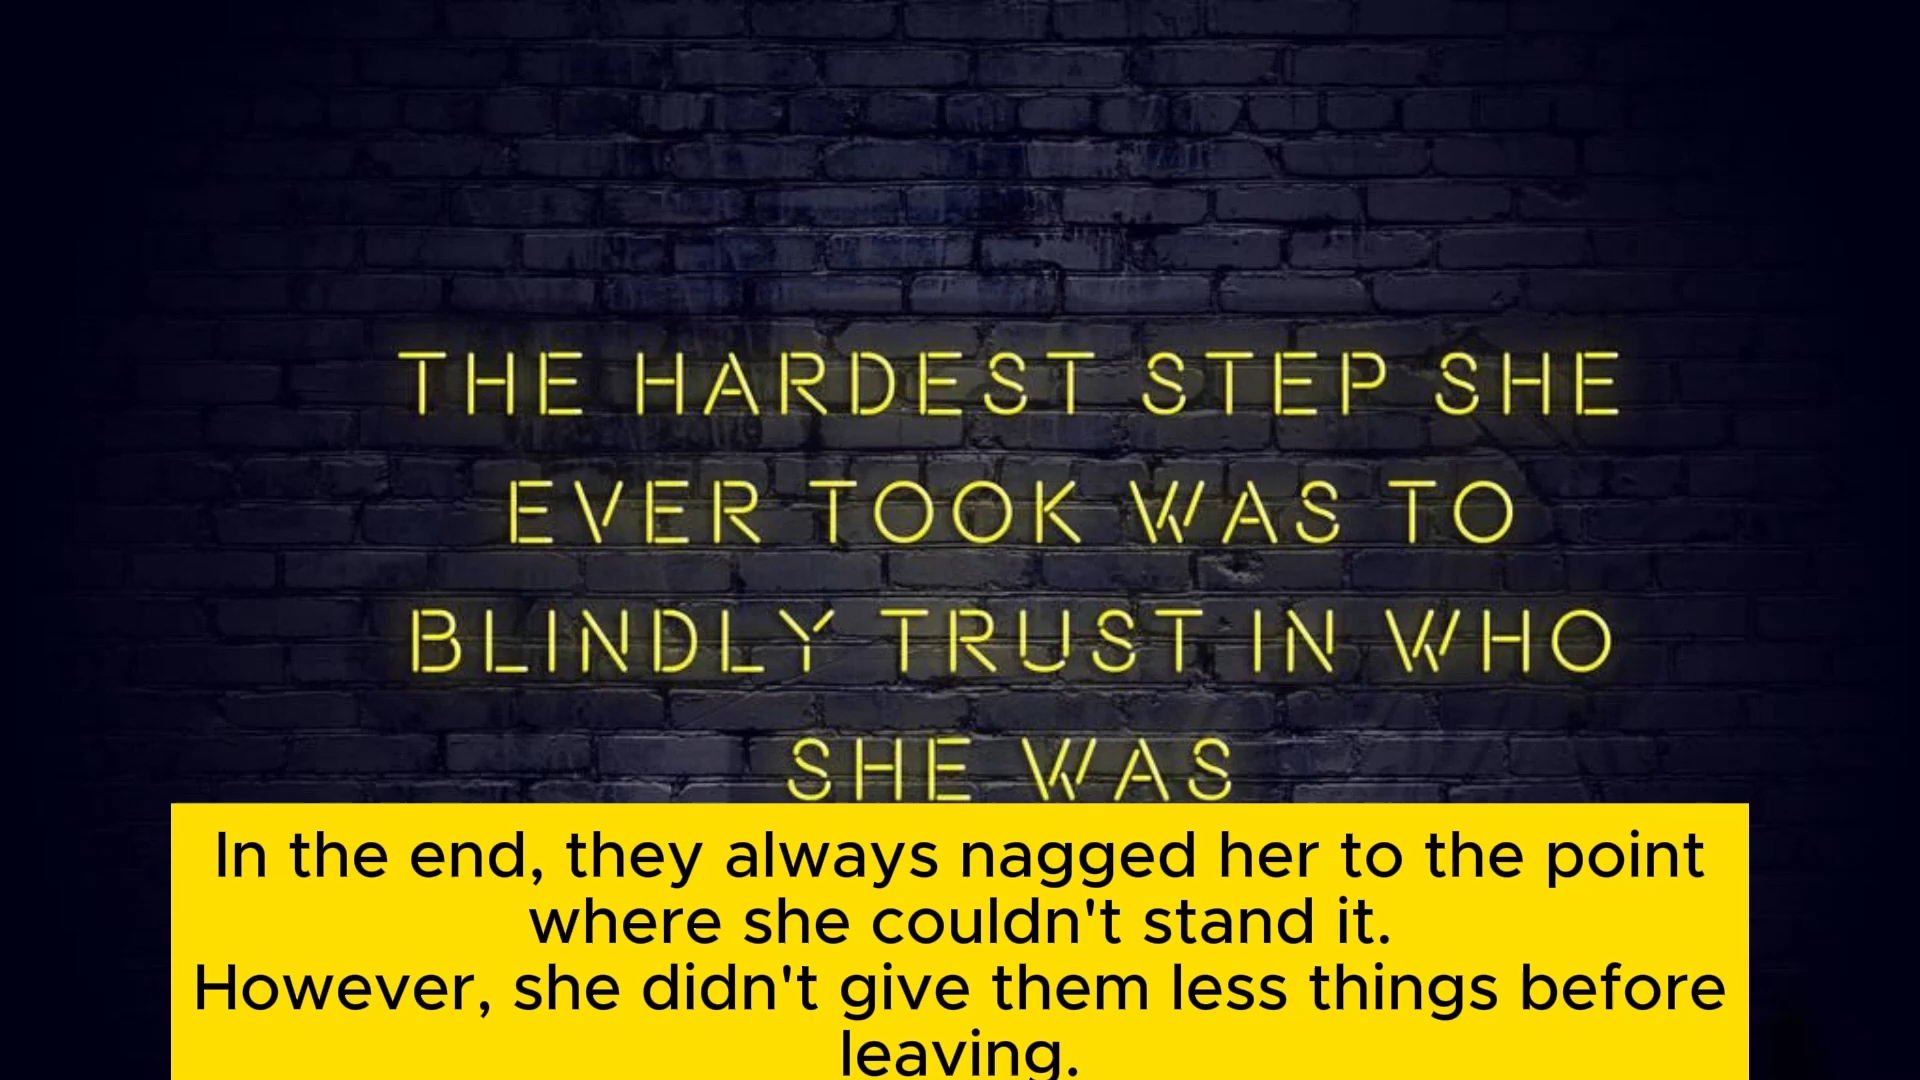 THE HARDEST STEP SHE
EVER TOOK WAS TO
BLINDLY TRUST IN WHO
SHE WAS
In the end, they always nagged her to the point
where she couldn't stand it.
However, she didn't give them less things before
leaving.